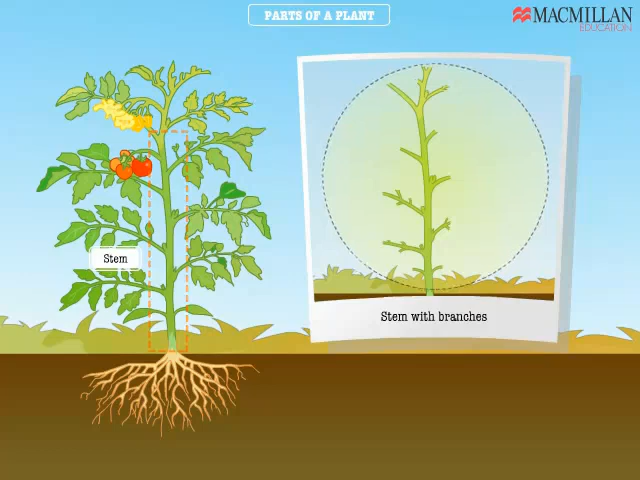 PARTS OF A PLANT
MACMILLAN
EDUCATION
Stem
Stem with branches